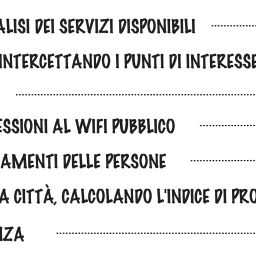 ALISI DEI SERVIZI DISPONIBILI
INTERCETTANDO I PUNTI DI INTERESSE
ESSIONI AL WIFI PUBBLICO
AMENTI DELLE PERSONE
A CITTÀ, CALCOLANDO L'INDICE DI PRO
NZA